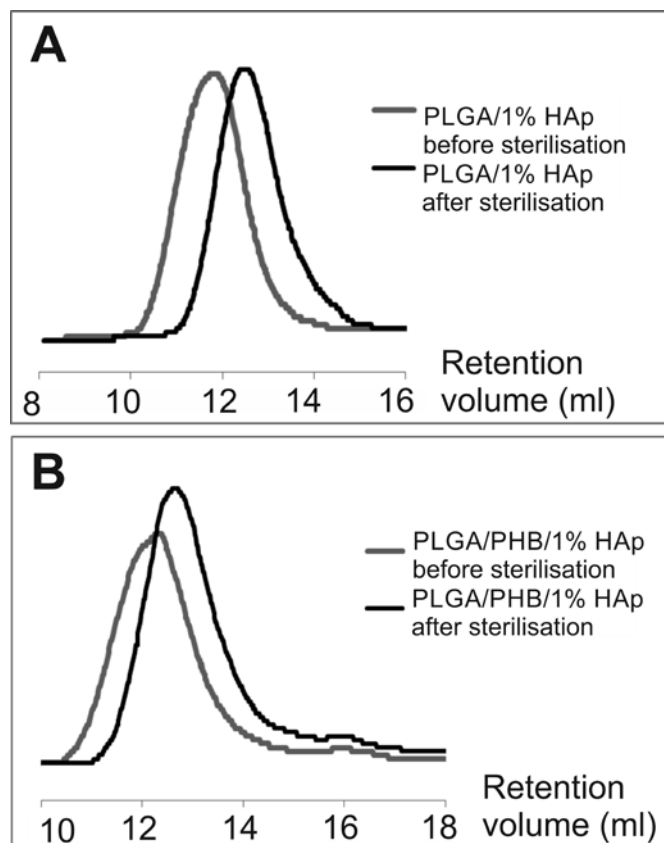 A
PLGA/1% HAp
before sterilisation
PLGA/1% HAp
after sterilisation
8 10 12 14 16
Retention
volume (ml)
B
PLGA/PHB/1% HAp
before sterilisation
PLGA/PHB/1% HAp
after sterilisation
10 12 14 16 18
Retention
volume (ml)